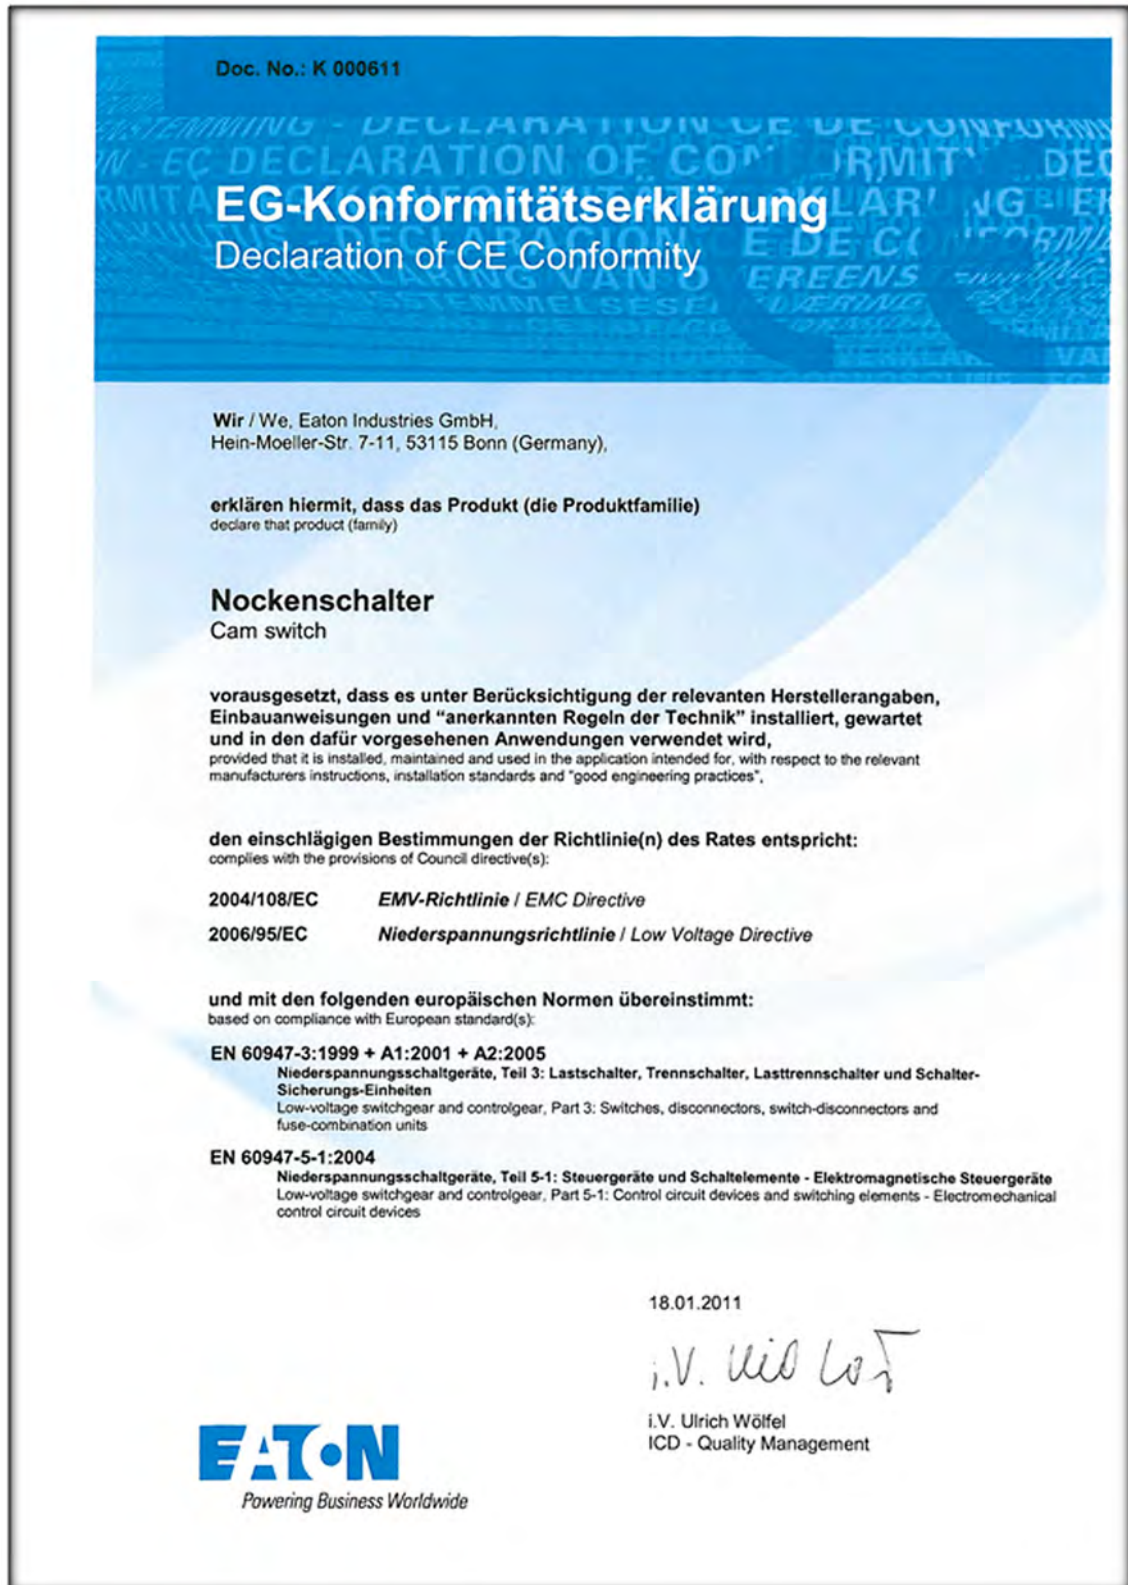 Doc. No.: K 000611
EG-Konformitätserklärung
Declaration of CE Conformity
Wir / We, Eaton Industries GmbH,
Hein-Moeller-Str. 7-11, 53115 Bonn (Germany),
erklären hiermit, dass das Produkt (die Produktfamilie)
declare that product (family)
Nockenschalter
Cam switch
vorausgesetzt, dass es unter Berücksichtigung der relevanten Herstellerangaben,
Einbauanweisungen und "anerkannten Regeln der Technik" installiert, gewartet
und in den dafür vorgesehenen Anwendungen verwendet wird,
provided that it is installed, maintained and used in the application intended for, with respect to the relevant
manufacturers instructions, installation standards and "good engineering practices",
den einschlägigen Bestimmungen der Richtlinie(n) des Rates entspricht:
complies with the provisions of Council directive(s):
2004/108/EC EMV-Richtlinie / EMC Directive
2006/95/EC Niederspannungsrichtlinie / Low Voltage Directive
und mit den folgenden europäischen Normen übereinstimmt:
based on compliance with European standard(s):
EN 60947-3:1999 + A1:2001 + A2:2005
Niederspannungsschaltgeräte, Teil 3: Lastschalter, Trennschalter, Lasttrennschalter und Schalter-
Sicherungs-Einheiten
Low-voltage switchgear and controlgear, Part 3: Switches, disconnectors, switch-disconnectors and
fuse-combination units
EN 60947-5-1:2004
Niederspannungsschaltgeräte, Teil 5-1: Steuergeräte und Schaltelemente - Elektromagnetische Steuergeräte
Low-voltage switchgear and controlgear, Part 5-1: Control circuit devices and switching elements - Electromechanical
control circuit devices
18.01.2011
i.V.
i.V. Ulrich Wölfel
ICD - Quality Management
EATON
Powering Business Worldwide